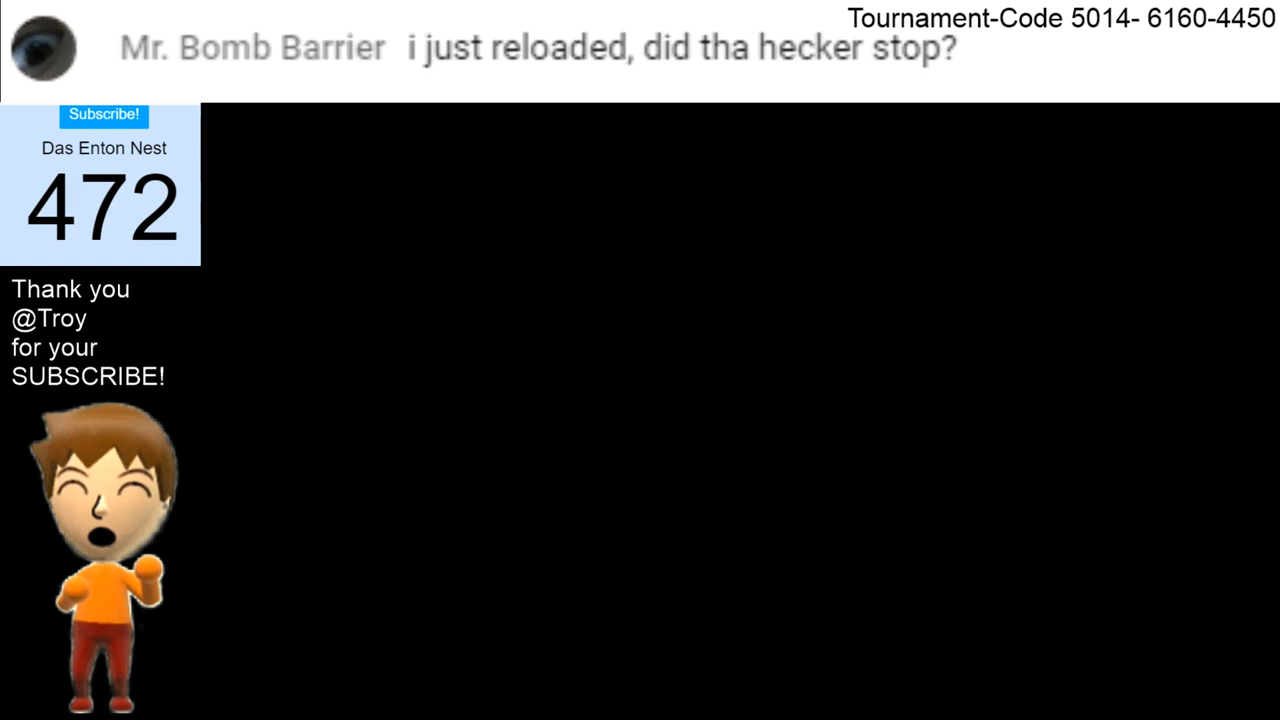 Tournament-Code 5014- 6160-4450
Mr. Bomb Barrier i just reloaded, did tha hecker stop?
Subscribe!
Das Enton Nest
472
Thank you
@Troy
for your
SUBSCRIBE!